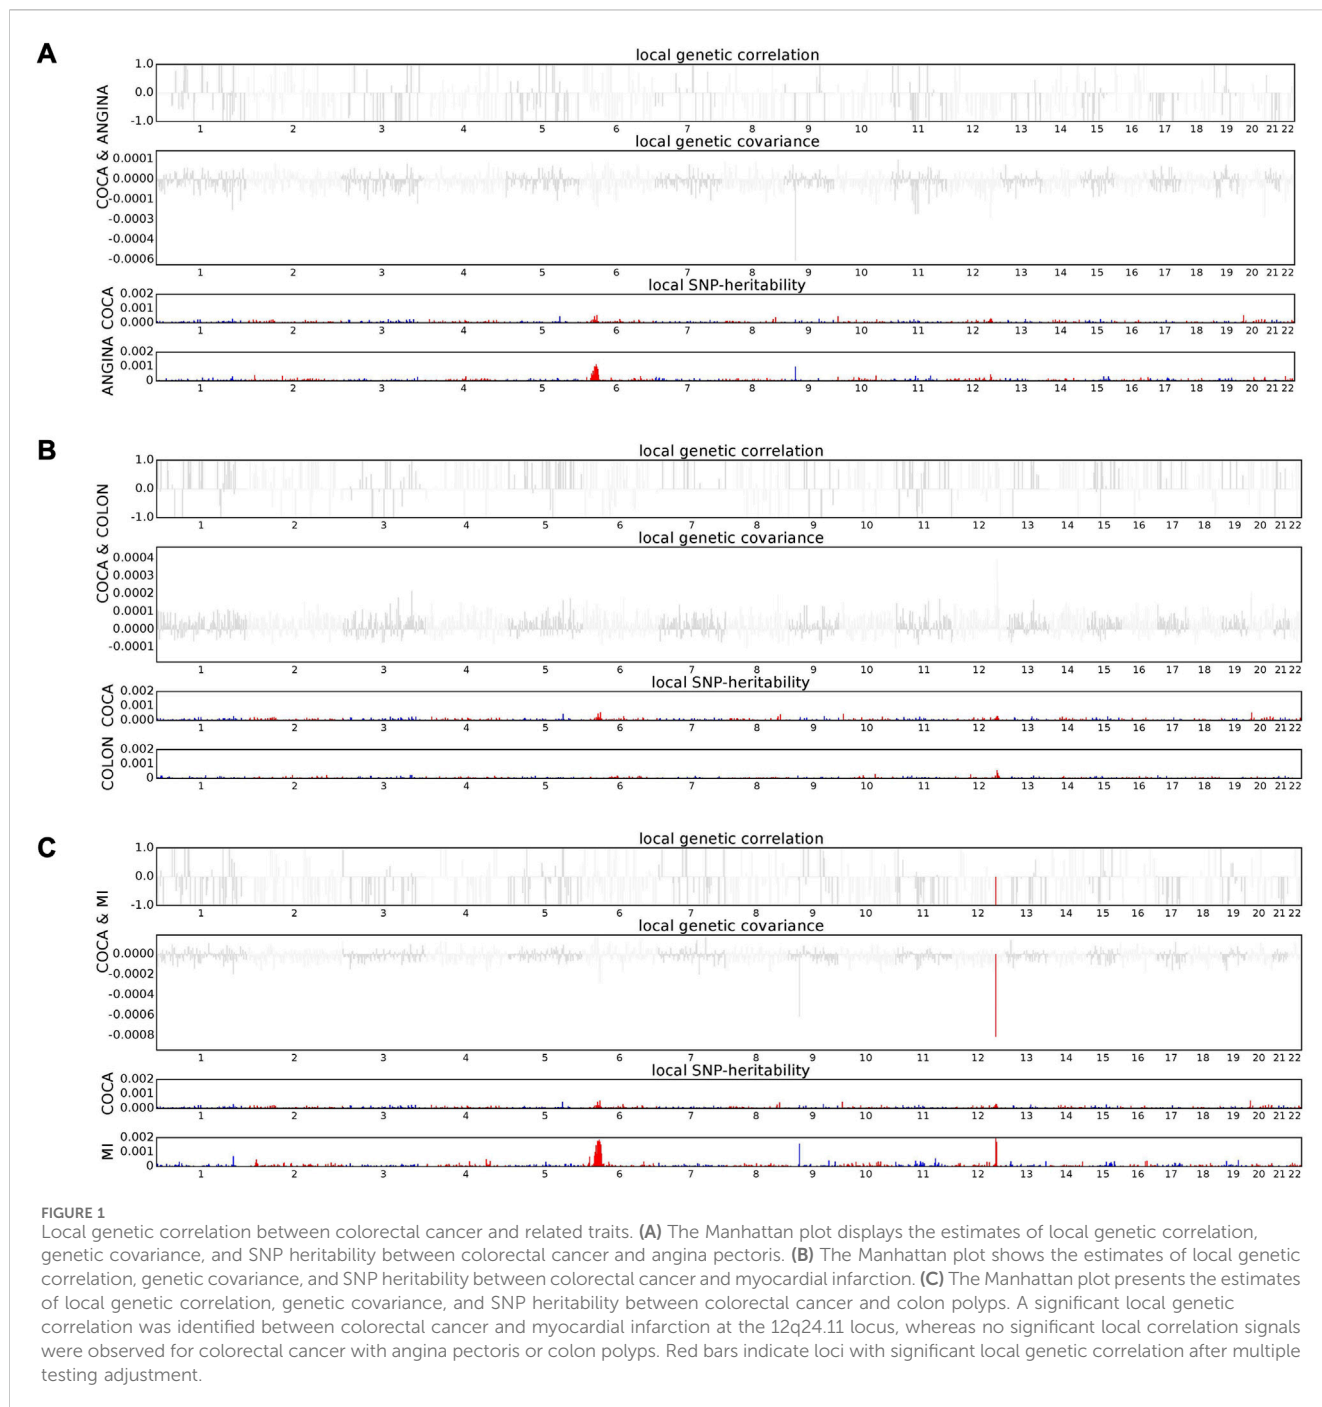 A
local genetic correlation
COCA & ANGINA
1.0
0.0
-1.0
1 2 3 4 5 6 7 8 9 10 11 12 13 14 15 16 17 18 19 20 21 22
local genetic covariance
0.0001
0.0000
-0.0001
-0.0003
-0.0004
-0.0006
1 2 3 4 5 6 7 8 9 10 11 12 13 14 15 16 17 18 19 20 21 22
local SNP-heritability
COCA
0.002
0.001
0.000
1 2 3 4 5 6 7 8 9 10 11 12 13 14 15 16 17 18 19 20 21 22
ANGINA
0.002
0.001
0
1 2 3 4 5 6 7 8 9 10 11 12 13 14 15 16 17 18 19 20 21 22
B
local genetic correlation
COCA & COLON
1.0
0.0
-1.0
1 2 3 4 5 6 7 8 9 10 11 12 13 14 15 16 17 18 19 20 21 22
local genetic covariance
0.0004
0.0003
0.0002
0.0001
0.0000
-0.0001
1 2 3 4 5 6 7 8 9 10 11 12 13 14 15 16 17 18 19 20 21 22
local SNP-heritability
COCA
0.002
0.001
0.000
1 2 3 4 5 6 7 8 9 10 11 12 13 14 15 16 17 18 19 20 21 22
COLON
0.002
0.001
0
1 2 3 4 5 6 7 8 9 10 11 12 13 14 15 16 17 18 19 20 21 22
C
local genetic correlation
COCA & MI
1.0
0.0
-1.0
1 2 3 4 5 6 7 8 9 10 11 12 13 14 15 16 17 18 19 20 21 22
local genetic covariance
0.0000
-0.0002
-0.0004
-0.0006
-0.0008
1 2 3 4 5 6 7 8 9 10 11 12 13 14 15 16 17 18 19 20 21 22
local SNP-heritability
COCA
0.002
0.001
0.000
1 2 3 4 5 6 7 8 9 10 11 12 13 14 15 16 17 18 19 20 21 22
MI
0.002
0.001
0
1 2 3 4 5 6 7 8 9 10 11 12 13 14 15 16 17 18 19 20 21 22
FIGURE 1
Local genetic correlation between colorectal cancer and related traits. (A) The Manhattan plot displays the estimates of local genetic correlation,
genetic covariance, and SNP heritability between colorectal cancer and angina pectoris. (B) The Manhattan plot shows the estimates of local genetic
correlation, genetic covariance, and SNP heritability between colorectal cancer and myocardial infarction. (C) The Manhattan plot presents the estimates
of local genetic correlation, genetic covariance, and SNP heritability between colorectal cancer and colon polyps. A significant local genetic
correlation was identified between colorectal cancer and myocardial infarction at the 12q24.11 locus, whereas no significant local correlation signals
were observed for colorectal cancer with angina pectoris or colon polyps. Red bars indicate loci with significant local genetic correlation after multiple
testing adjustment.